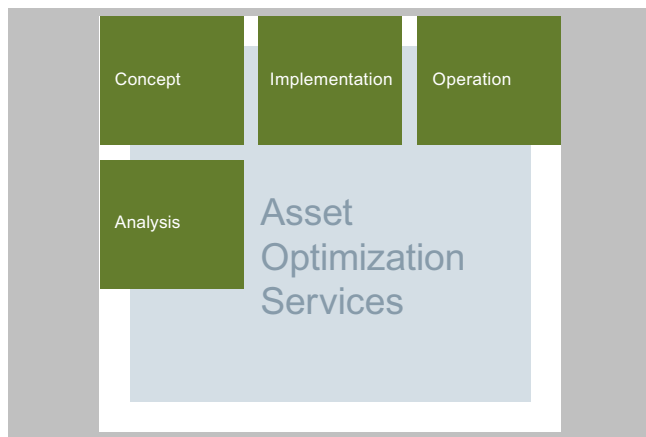 Concept
Implementation
Operation
Analysis
Asset
Optimization
Services